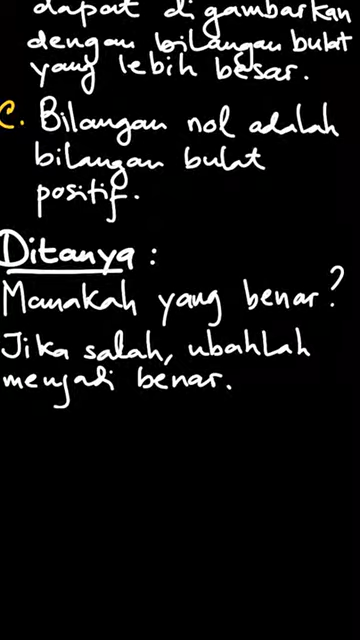 dapat digambarkan
dengan bilangan bulat
yang lebih besar.
C. Bilangan nol adalah
bilangan bulat
positif.
Ditanya :
Manakah yang benar?
Jika salah, ubahlah
menjadi benar.